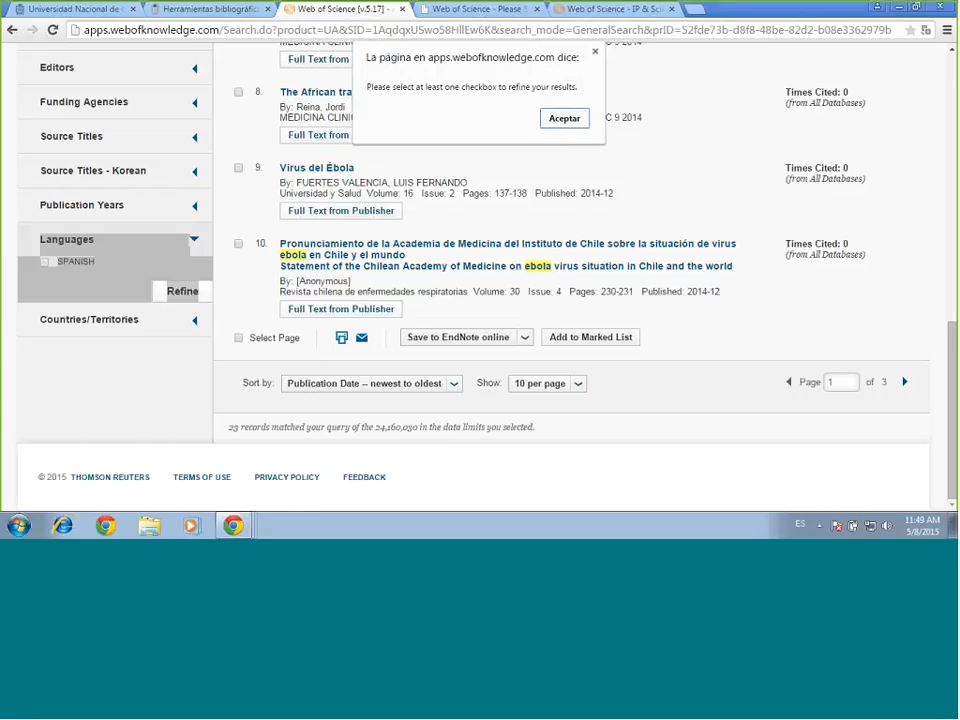 Universidad Nacional de
Herramientas bibliográfic
Web of Science [v.5.17] -
Web of Science - Please
Web of Science - IP & Sci
apps.webofknowledge.com/Search.do?product=UA&SID=1AqdqxUSwoS8HIlEw6K&search_mode=GeneralSearch&prID=52fde73b-d8f8-48be-82d2-b08e3362979b
Full Text from
La página en apps.webofknowledge.com dice:
Please select at least one checkbox to refine your results.
Aceptar
Editors
Funding Agencies
Source Titles
Source Titles - Korean
Publication Years
Languages
SPANISH
Refine
Countries/Territories
8. The African tra
By: Reina, Jordi
MEDICINA CLINI
C 9 2014
Full Text from
Times Cited: 0
(from All Databases)
9. Virus del Ébola
By: FUERTES VALENCIA, LUIS FERNANDO
Universidad y Salud Volume: 16 Issue: 2 Pages: 137-138 Published: 2014-12
Full Text from Publisher
Times Cited: 0
(from All Databases)
10. Pronunciamiento de la Academia de Medicina del Instituto de Chile sobre la situación de virus
ebola en Chile y el mundo
Statement of the Chilean Academy of Medicine on ebola virus situation in Chile and the world
By: [Anonymous]
Revista chilena de enfermedades respiratorias Volume: 30 Issue: 4 Pages: 230-231 Published: 2014-12
Full Text from Publisher
Times Cited: 0
(from All Databases)
Select Page
Save to EndNote online
Add to Marked List
Sort by: Publication Date -- newest to oldest
Show: 10 per page
Page 1 of 3
23 records matched your query of the 24,160,030 in the data limits you selected.
© 2015 THOMSON REUTERS TERMS OF USE PRIVACY POLICY FEEDBACK
ES
11:49 AM
5/8/2015